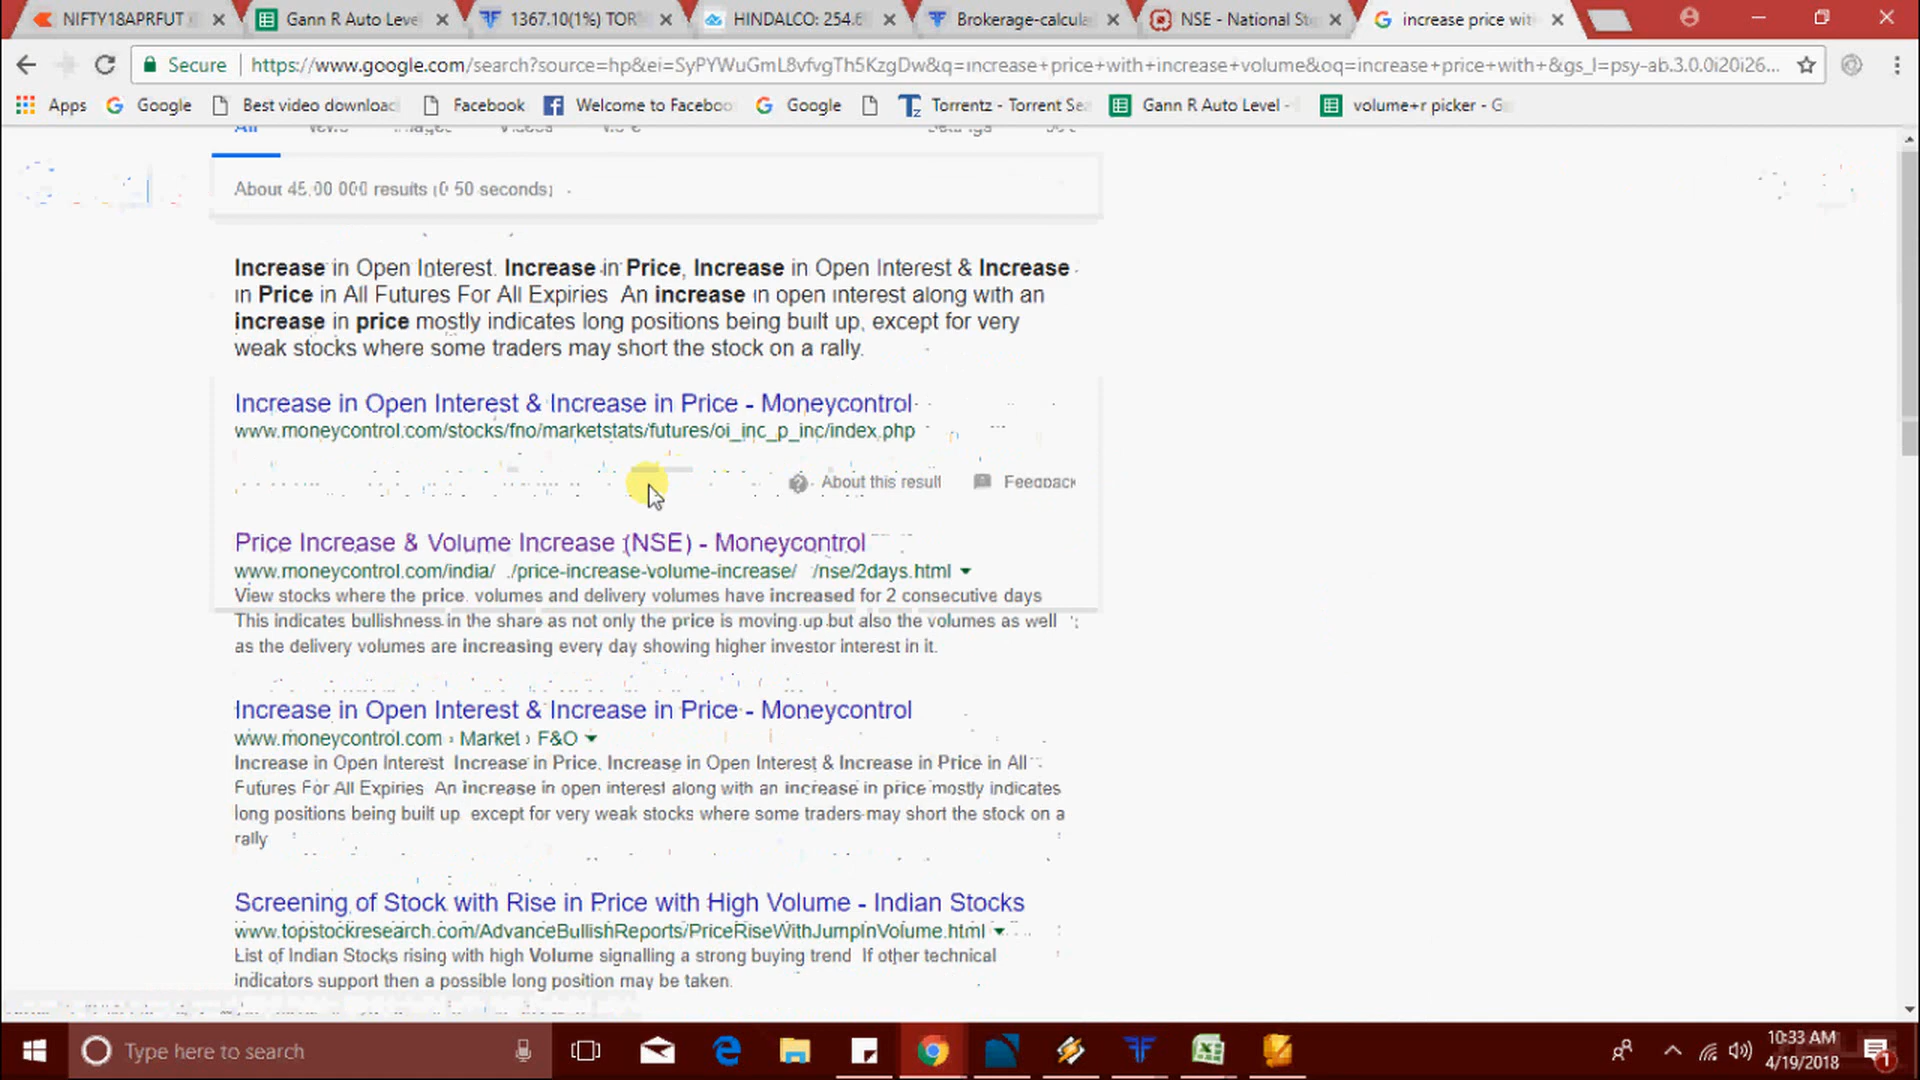 NIFTY18APRFUT
Gann R Auto Leve
1367.10(1%) TOR
HINDALCO: 254.6
Brokerage-calcula
NSE - National St
increase price wit
Secure
https://www.google.com/search?source=hp&ei=SyPYWuGmL8vfvgTh5KzgDw&q=increase+price+with+increase+volume&oq=increase+price+with+&gs_l=psy-ab.3.0.0i20i26...
Apps
Google
Best video downloac
Facebook
Welcome to Faceboo
Google
Torrentz - Torrent Sea
Gann R Auto Level -
volume+r picker - G
All
About 45,00,000 results (0.50 seconds)
Increase in Open Interest. Increase in Price, Increase in Open Interest & Increase
in Price in All Futures For All Expiries An increase in open interest along with an
increase in price mostly indicates long positions being built up, except for very
weak stocks where some traders may short the stock on a rally.
Increase in Open Interest & Increase in Price - Moneycontrol
www.moneycontrol.com/stocks/fno/marketstats/futures/oi_inc_p_inc/index.php
About this result
Feedback
Price Increase & Volume Increase (NSE) - Moneycontrol
www.moneycontrol.com/india/ ./price-increase-volume-increase/ /nse/2days.html
View stocks where the price. volumes and delivery volumes have increased for 2 consecutive days
This indicates bullishness in the share as not only the price is moving up but also the volumes as well
as the delivery volumes are increasing every day showing higher investor interest in it.
Increase in Open Interest & Increase in Price - Moneycontrol
www.moneycontrol.com › Market › F&O
Increase in Open Interest Increase in Price, Increase in Open Interest & Increase in Price in All
Futures For All Expiries An increase in open interest along with an increase in price mostly indicates
long positions being built up except for very weak stocks where some traders may short the stock on a
rally
Screening of Stock with Rise in Price with High Volume - Indian Stocks
www.topstockresearch.com/AdvanceBullishReports/PriceRiseWithJumpInVolume.html
List of Indian Stocks rising with high Volume signalling a strong buying trend If other technical
indicators support then a possible long position may be taken.
Type here to search
10:33 AM
4/19/2018
1